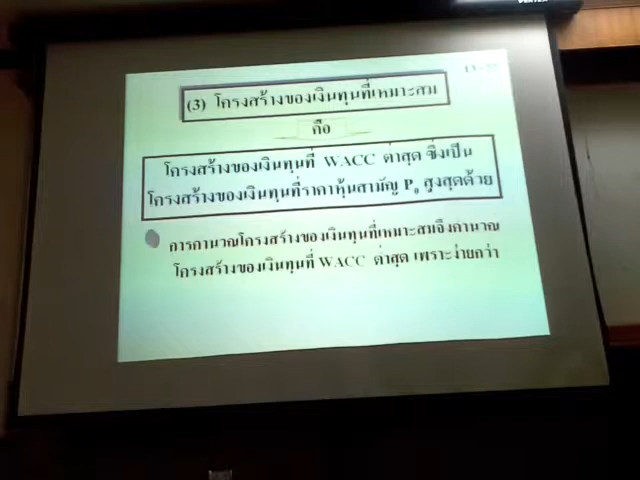 (3) โครงสร้างของเงินทุนที่เหมาะสม
คือ
โครงสร้างของเงินทุนที่ WACC ต่ำสุด ซึ่งเป็น
โครงสร้างของเงินทุนที่ราคาหุ้นสามัญ P₀ สูงสุดด้วย
การคำนวณโครงสร้างของเงินทุนที่เหมาะสมจึงคำนวณ
โครงสร้างของเงินทุนที่ WACC ต่ำสุด เพราะง่ายกว่า